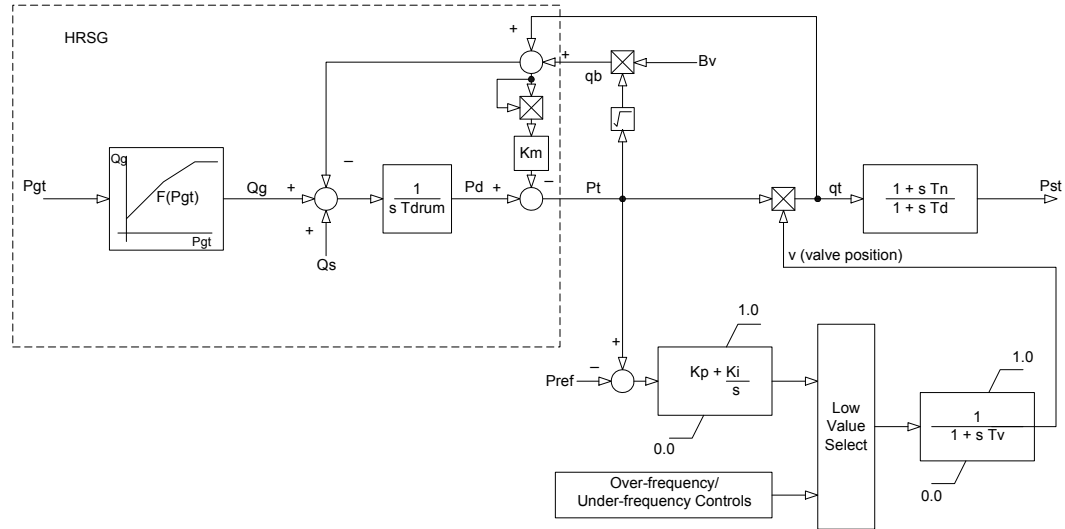 HRSG
+
+
Bv
qb
√
Qg
F(Pgt)
Pgt
Km
Pgt
Qg
+
−
+
Qs
1
s Tdrum
Pd
+
−
Pt
qt
1 + s Tn
1 + s Td
Pst
v (valve position)
1.0
+
−
Pref
Kp + Ki
s
0.0
Low
Value
Select
1.0
1
1 + s Tv
0.0
Over-frequency/
Under-frequency Controls